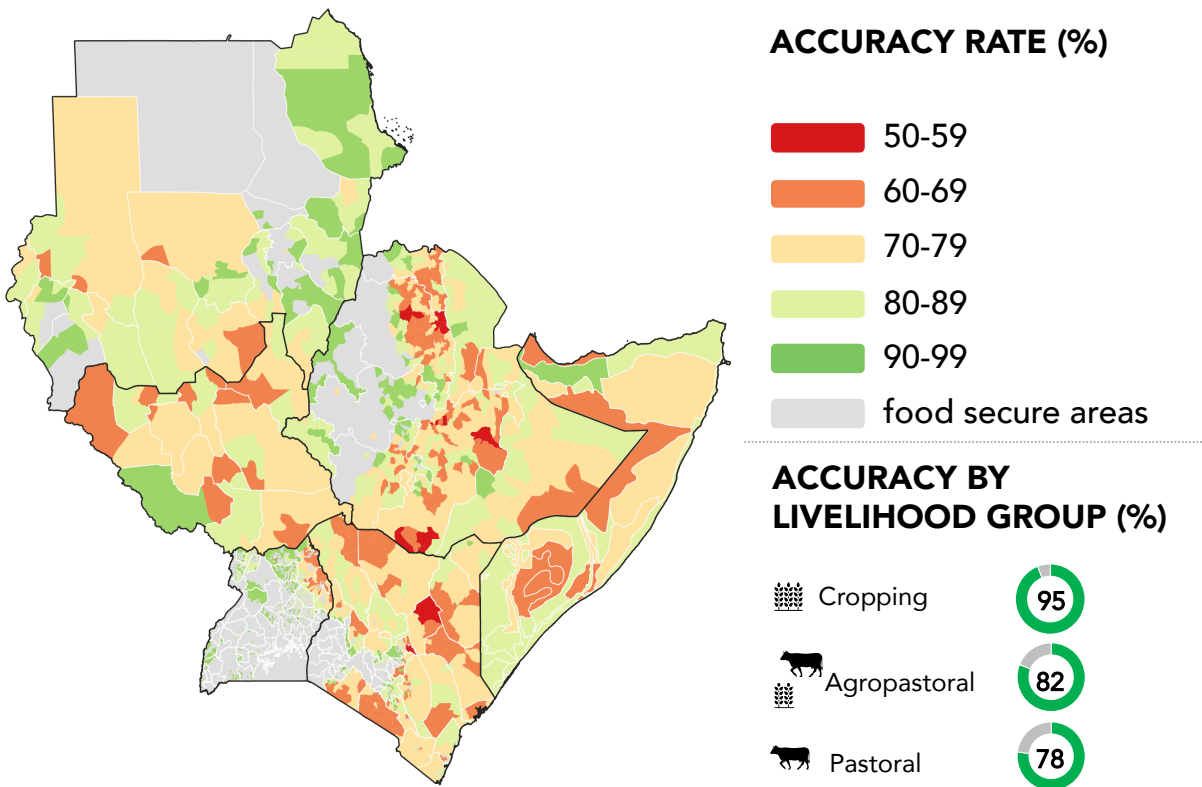 ACCURACY RATE (%)
50-59
60-69
70-79
80-89
90-99
food secure areas
ACCURACY BY
LIVELIHOOD GROUP (%)
Cropping 95
Agropastoral 82
Pastoral 78